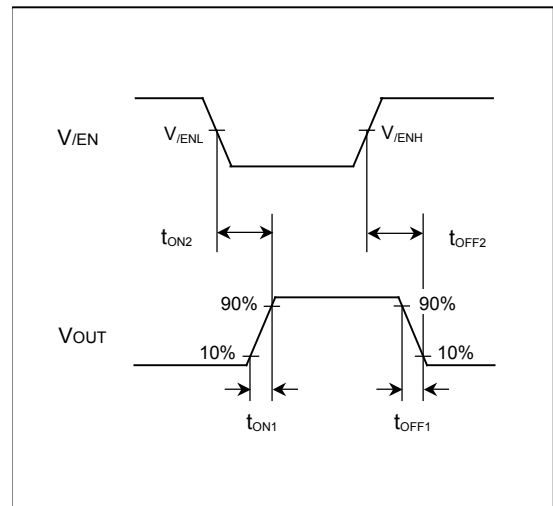 V/EN
V/ENL
V/ENH
tON2
tOFF2
VOUT
90%
90%
10%
10%
tON1
tOFF1